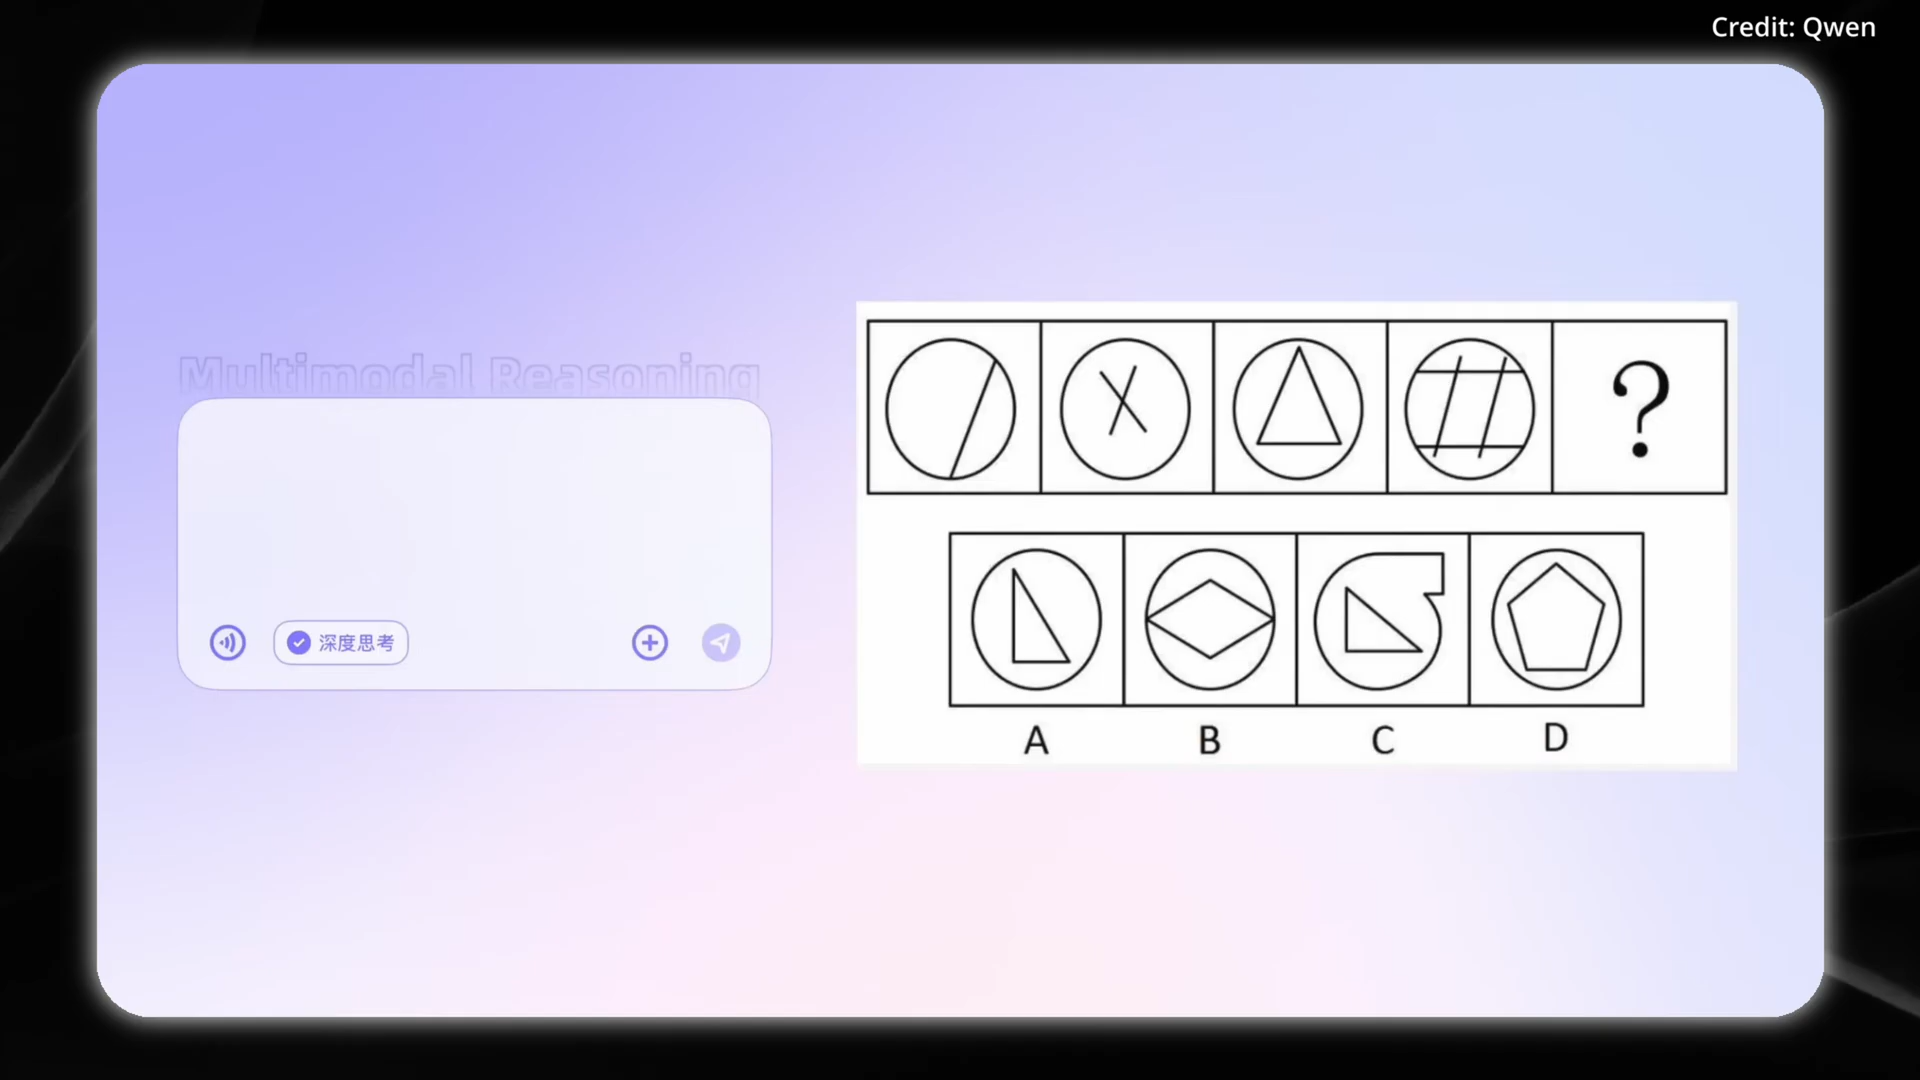 Credit: Qwen
Multimodal Reasoning
深度思考
?
A B C D